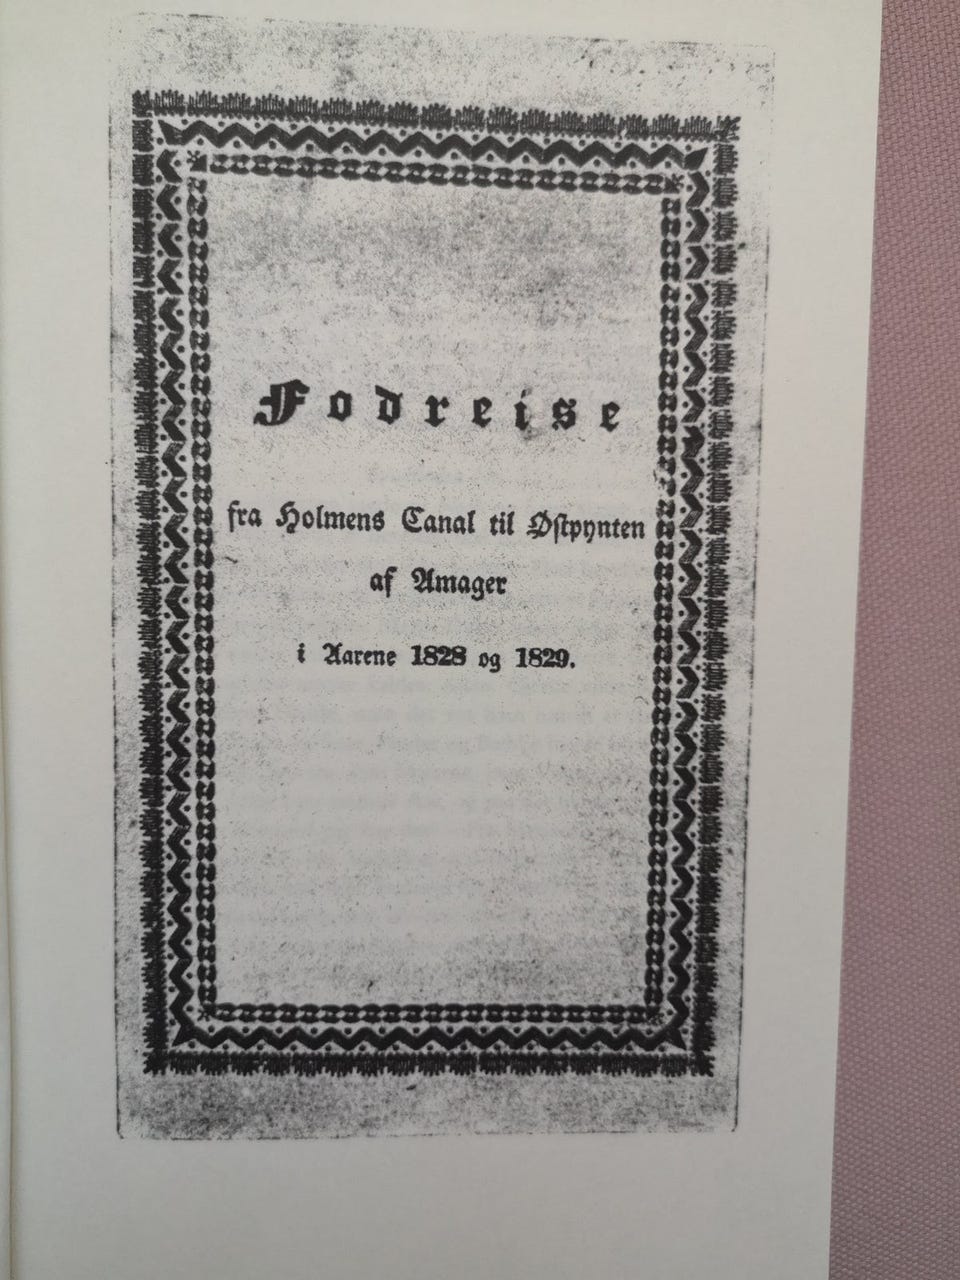 Fodreise
fra Holmens Canal til Østpynten
af Amager
i Aarene 1828 og 1829.